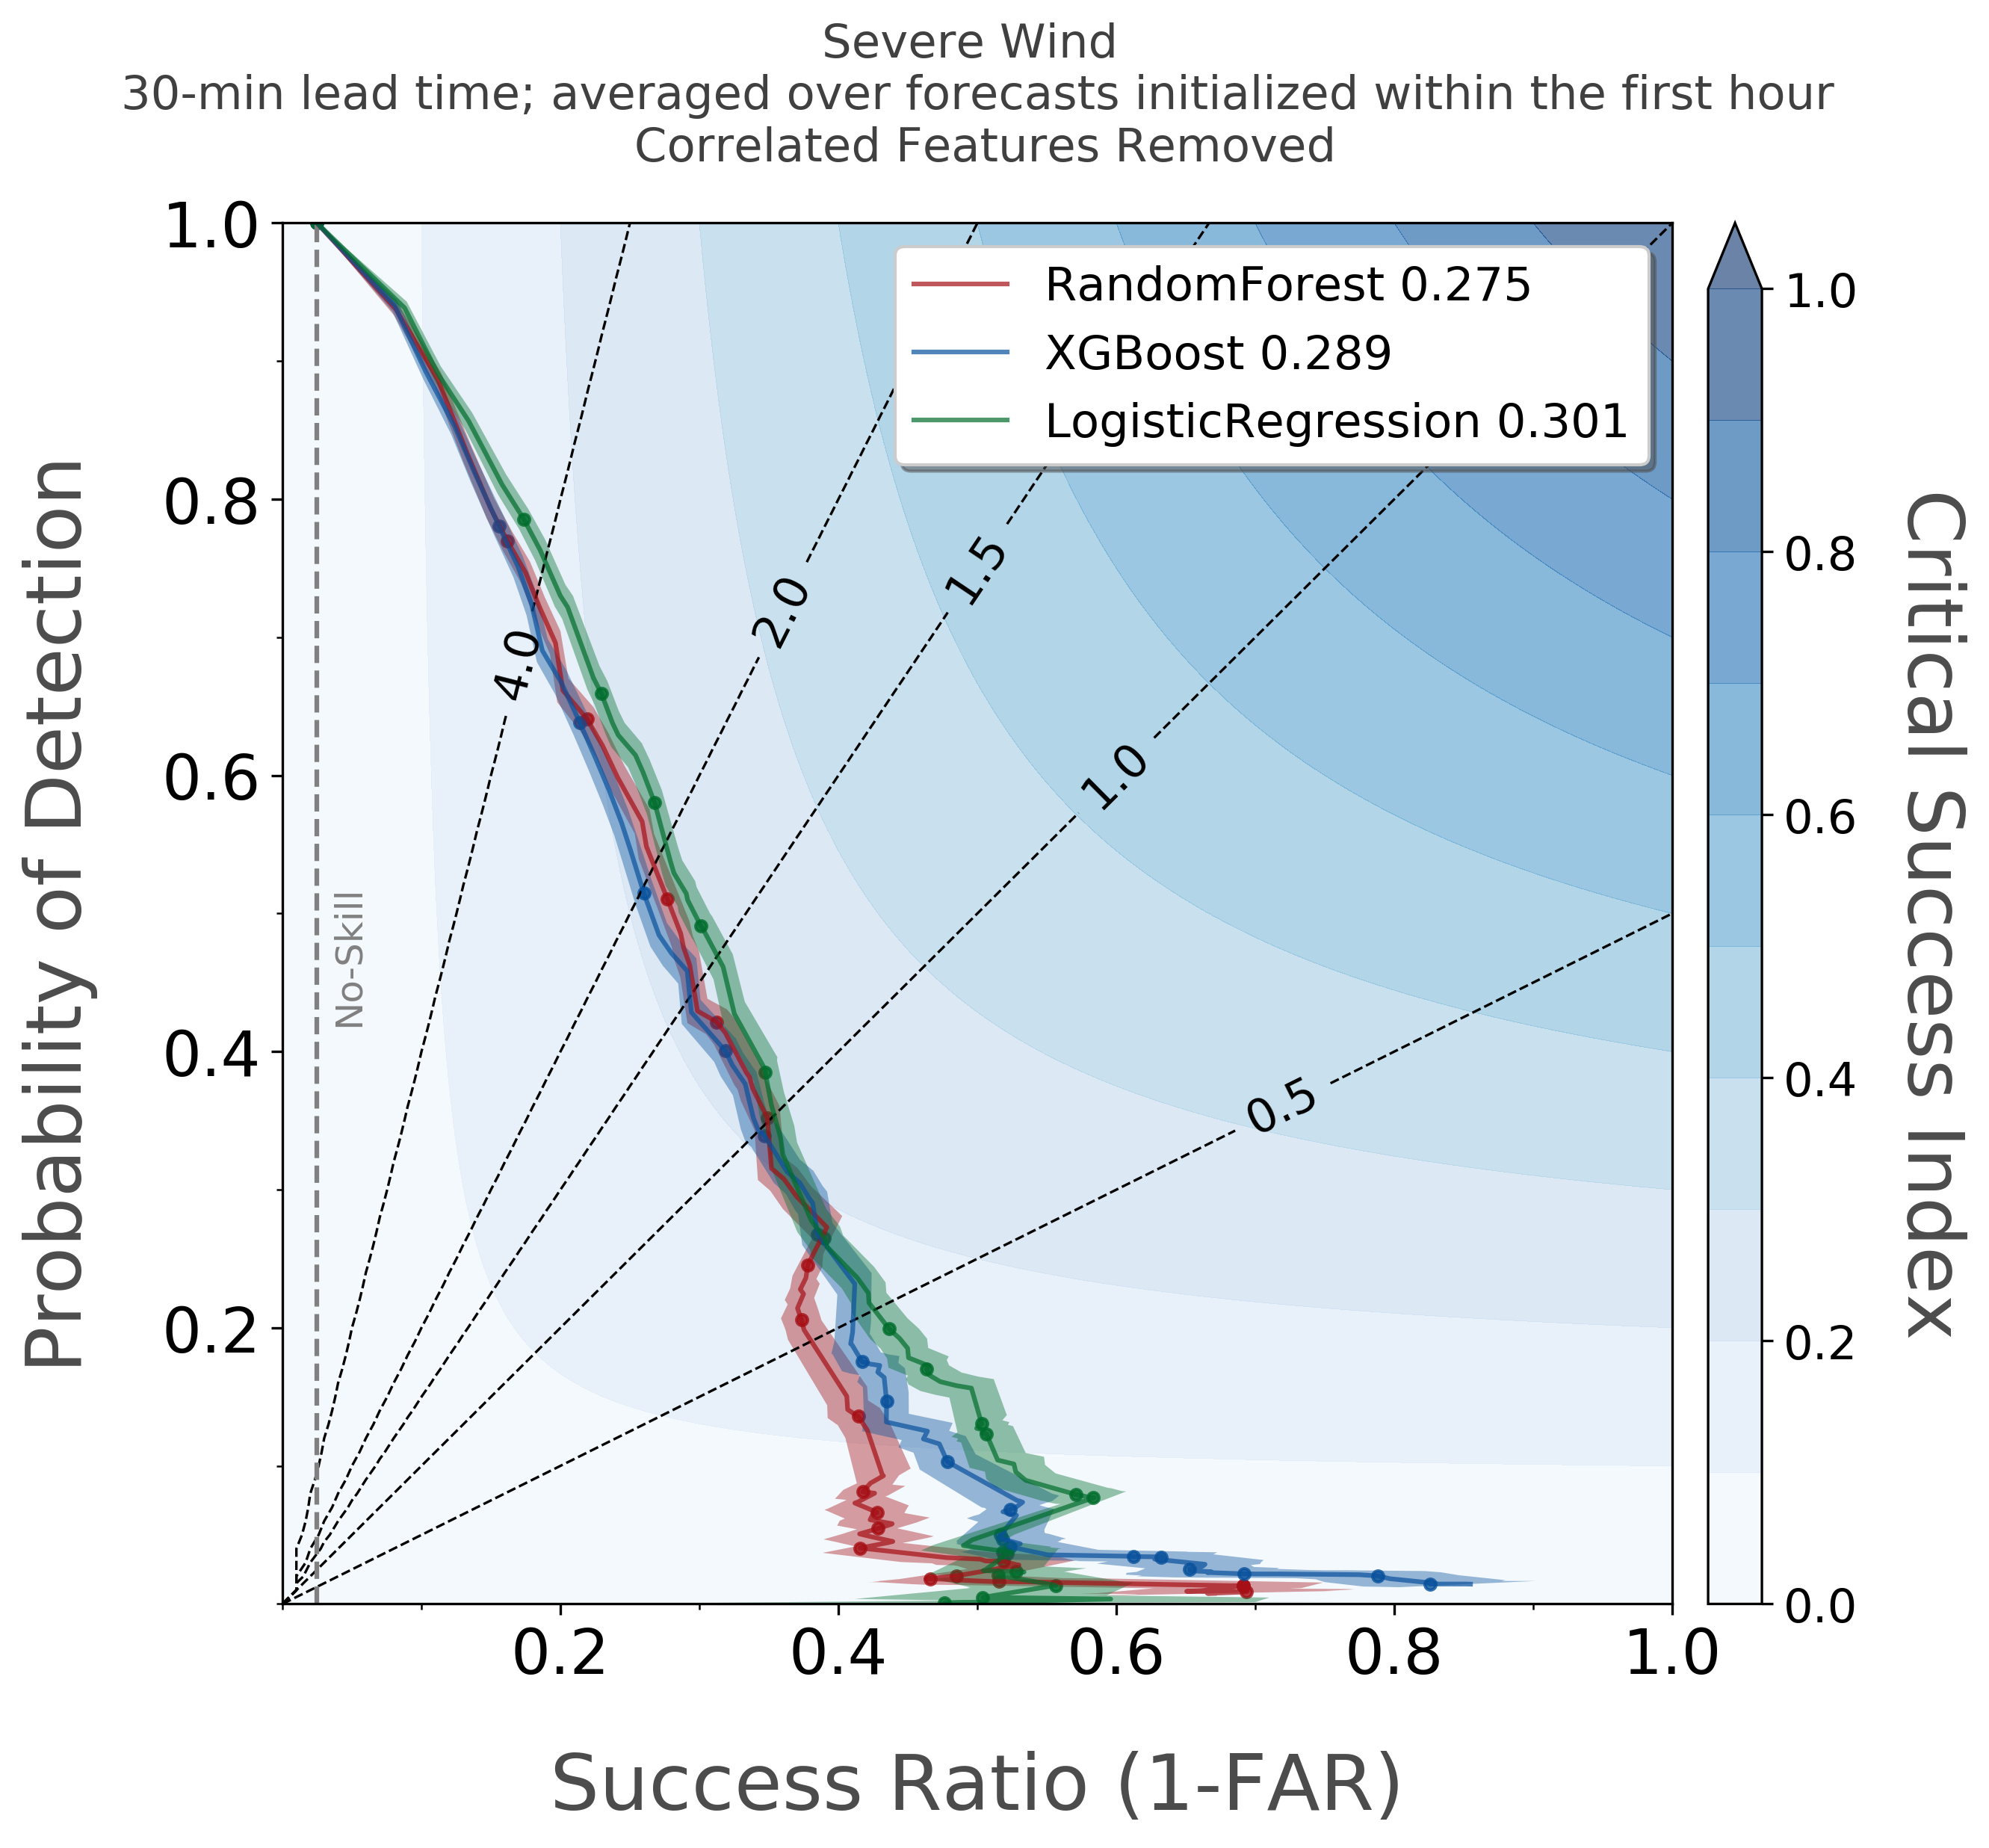 Severe Wind
30-min lead time; averaged over forecasts initialized within the first hour
Correlated Features Removed
RandomForest 0.275
XGBoost 0.289
LogisticRegression 0.301
1.0
0.8
0.6
0.4
0.2
Probability of Detection
No-Skill
4.0
2.0
1.5
1.0
0.5
0.2
0.4
0.6
0.8
1.0
Success Ratio (1-FAR)
1.0
0.8
0.6
0.4
0.2
0.0
Critical Success Index